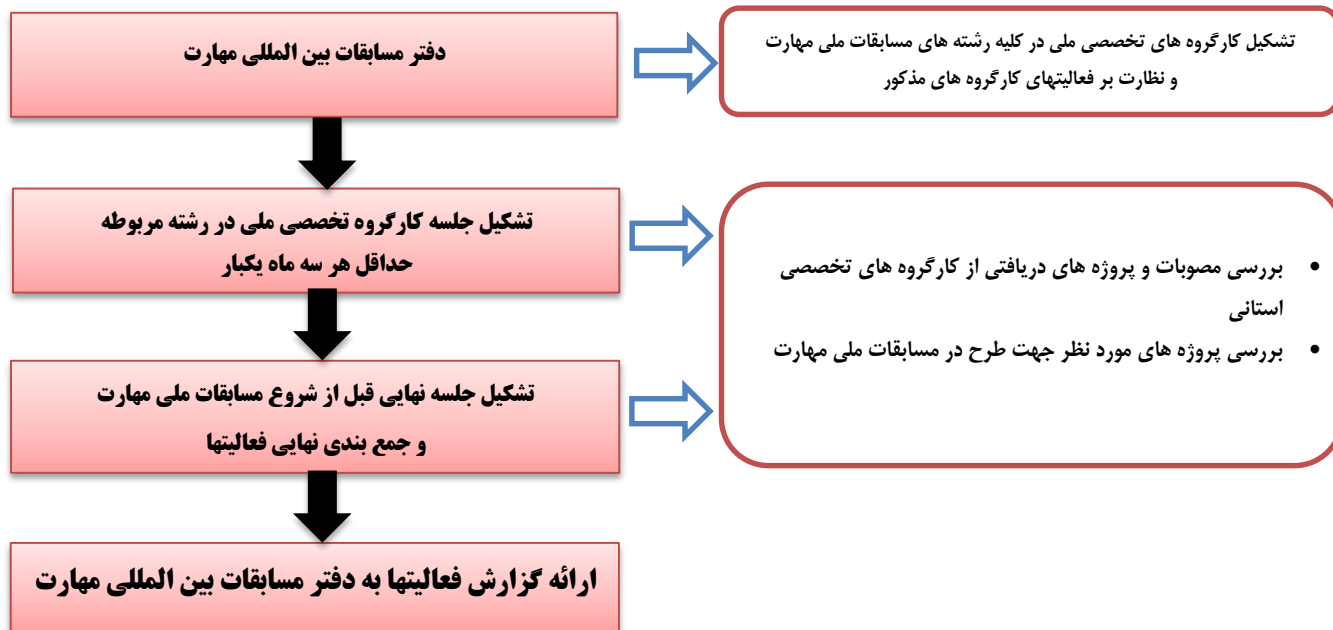 دفتر مسابقات بین المللی مهارت
تشکیل کارگروه های تخصصی ملی در کلیه رشته های مسابقات ملی مهارت
و نظارت بر فعالیتهای کارگروه های مذکور
تشکیل جلسه کارگروه تخصصی ملی در رشته مربوطه
حداقل هر سه ماه یکبار
• بررسی مصوبات و پروژه های دریافتی از کارگروه های تخصصی
استانی
• بررسی پروژه های مورد نظر جهت طرح در مسابقات ملی مهارت
تشکیل جلسه نهایی قبل از شروع مسابقات ملی مهارت
و جمع بندی نهایی فعالیتها
ارائه گزارش فعالیتها به دفتر مسابقات بین المللی مهارت